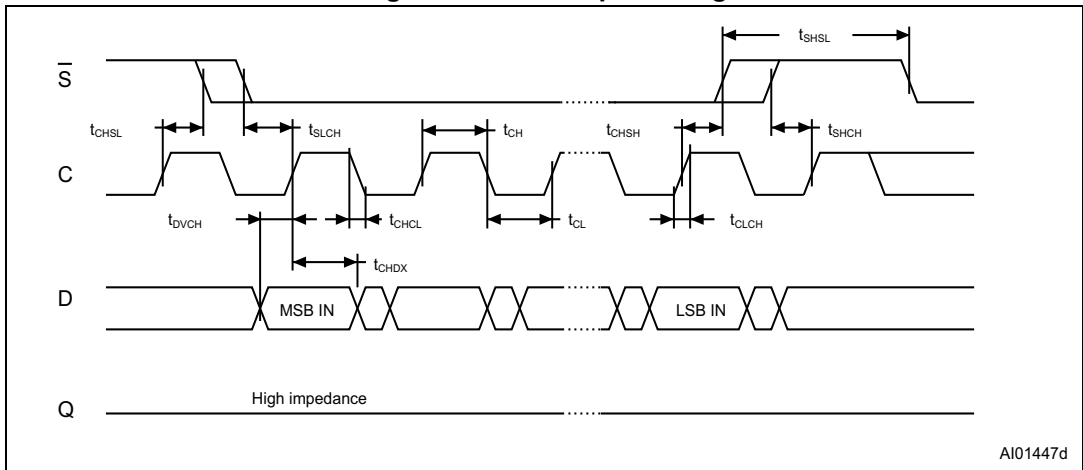 tSHSL
S
tCHSL
tSLCH
tCH
tCHSH
tSHCH
C
tDVCH
tCHCL
tCL
tCLCH
tCHDX
D
MSB IN
LSB IN
High impedance
Q
AI01447d